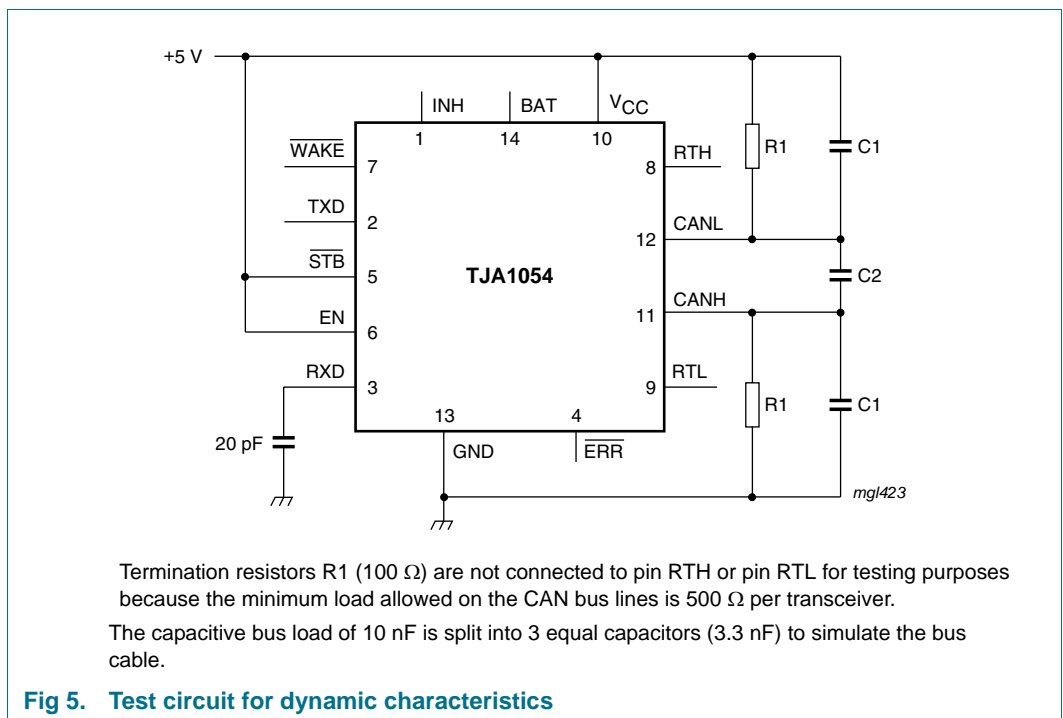 +5 V
INH
BAT
VCC
1
14
10
WAKE
7
RTH
8
R1
C1
TXD
2
CANL
12
STB
5
TJA1054
C2
CANH
11
EN
6
RXD
3
RTL
9
R1
C1
13
4
20 pF
GND
ERR
mgl423
Termination resistors R1 (100 Ω) are not connected to pin RTH or pin RTL for testing purposes
because the minimum load allowed on the CAN bus lines is 500 Ω per transceiver.
The capacitive bus load of 10 nF is split into 3 equal capacitors (3.3 nF) to simulate the bus
cable.
Fig 5. Test circuit for dynamic characteristics